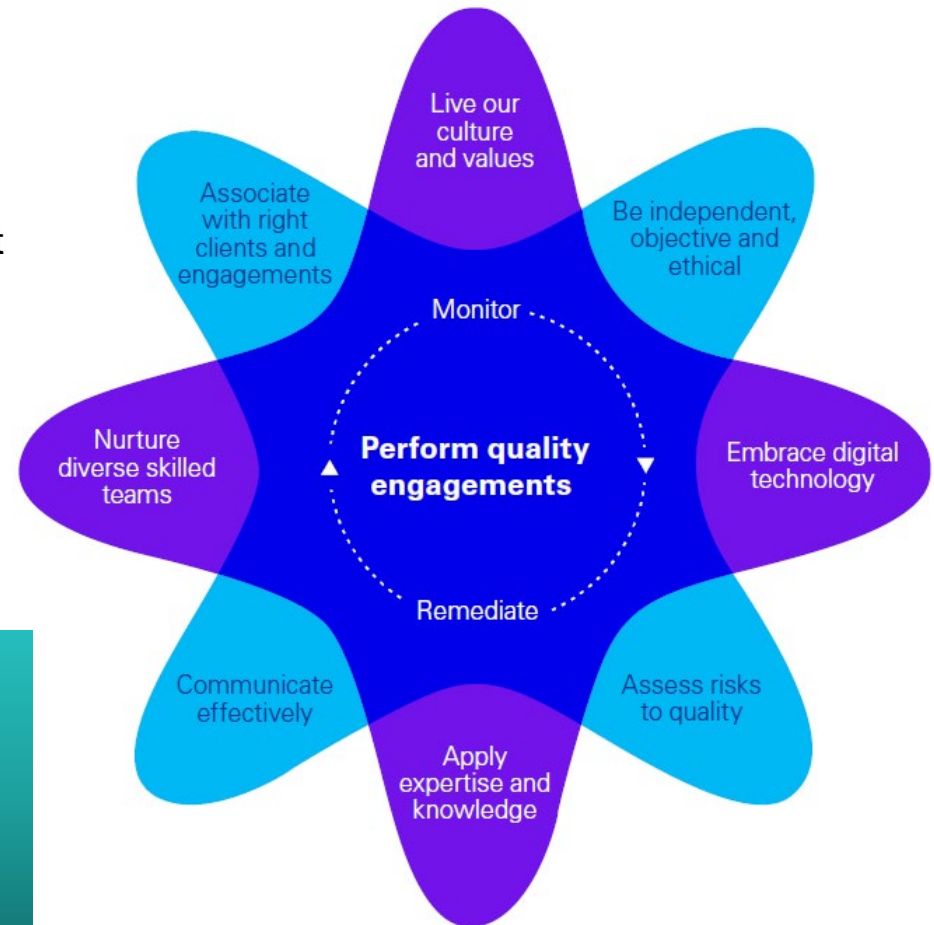 Live our
culture
and values
Associate
with right
clients and
engagements
Be independent,
objective and
ethical
Monitor
Nurture
diverse skilled
teams
Perform quality
engagements
Embrace digital
technology
Remediate
Communicate
effectively
Assess risks
to quality
Apply
expertise and
knowledge